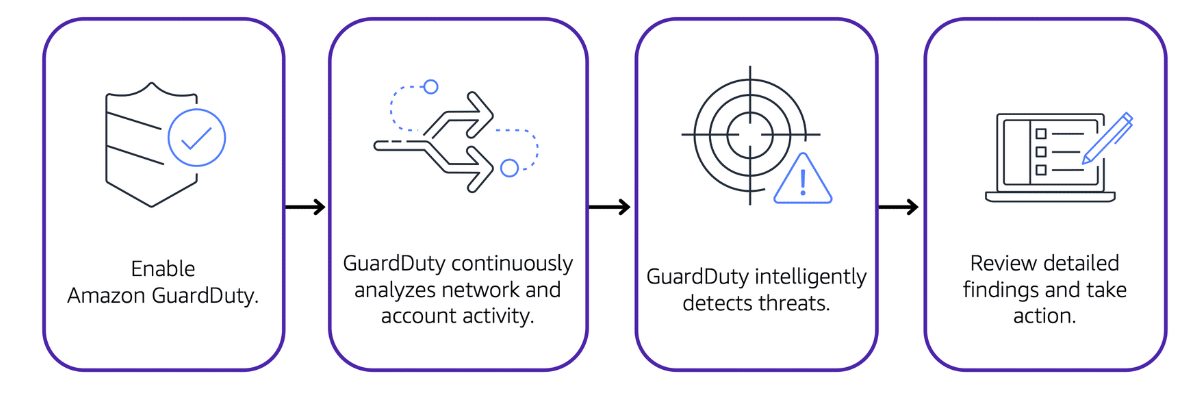 Enable
Amazon GuardDuty.
GuardDuty continuously
analyzes network and
account activity.
GuardDuty intelligently
detects threats.
Review detailed
findings and take
action.